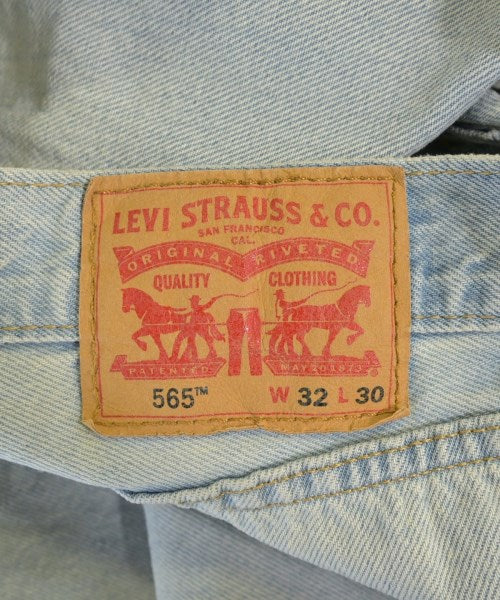 LEVI STRAUSS & CO.
SAN FRANCISCO
CAL.
ORIGINAL RIVETED
QUALITY CLOTHING
PATENTED MAY 20 1873
565™ W 32 L 30